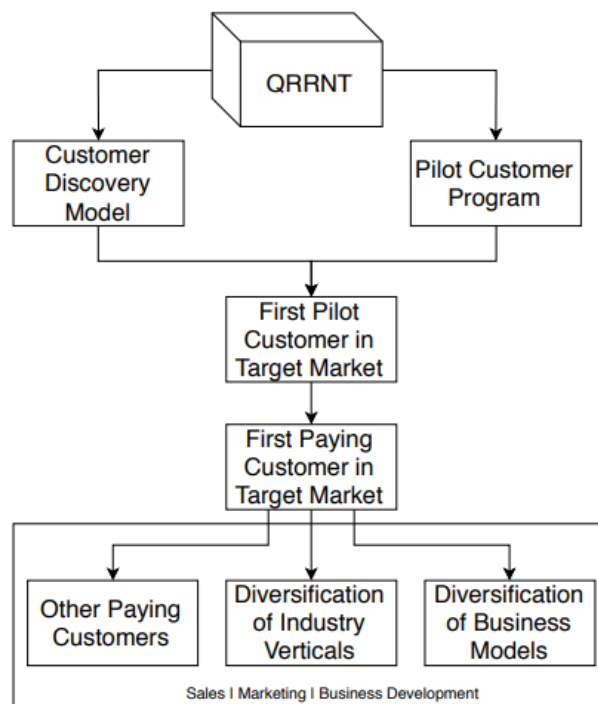 QRRNT
Customer
Discovery
Model
Pilot Customer
Program
First Pilot
Customer in
Target Market
First Paying
Customer in
Target Market
Other Paying
Customers
Diversification
of Industry
Verticals
Diversification
of Business
Models
Sales I Marketing I Business Development